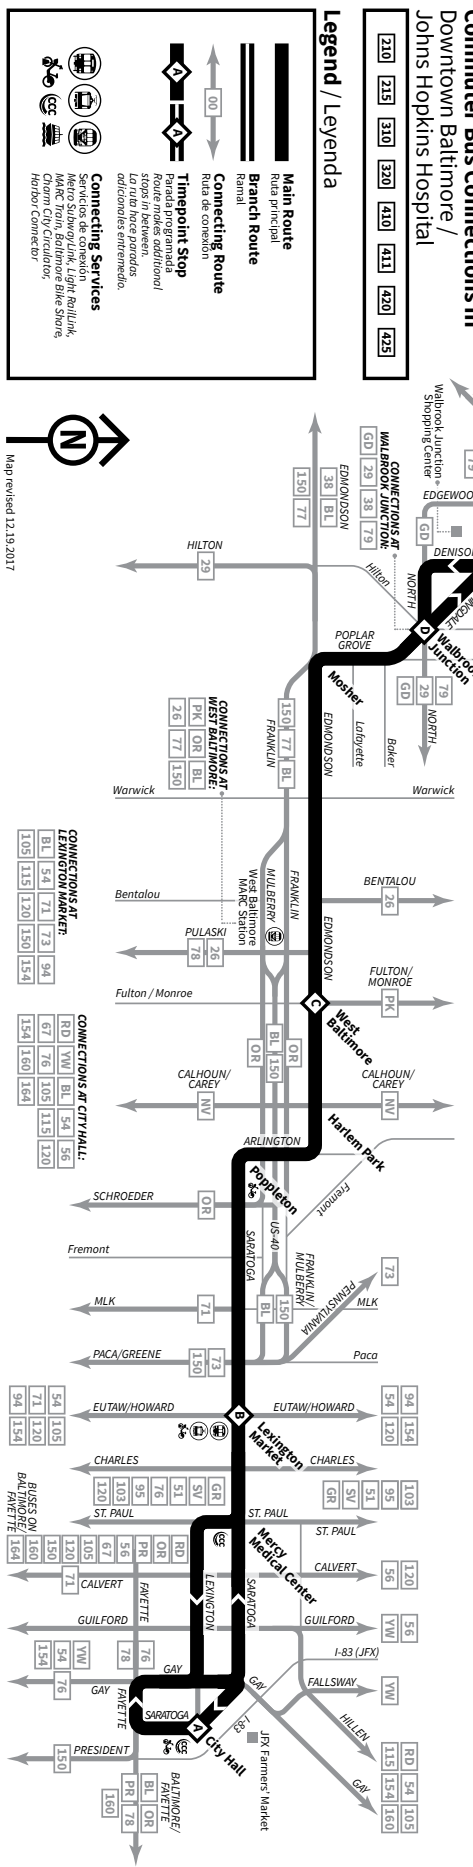 Downtown Baltimore /
Johns Hopkins Hospital
210 215 310 320 410 411 420 425
Legend / Leyenda
Main Route
Ruta principal
Branch Route
Ramal
00
Connecting Route
Ruta de conexión
A A
Timepoint Stop
Parada programada
Route makes additional
stops in between.
La ruta hace paradas
adicionales entremedio.
CCC
Connecting Services
Servicios de conexión
Metro SubwayLink, Light RailLink,
MARC Train, Baltimore Bike Share,
Charm City Circulator,
Harbor Connector
N
Map revised 12.19.2017
79
Walbrook Junction
Shopping Center
EDGEWOOD
GD
CONNECTIONS AT
WALBROOK JUNCTION:
GD 29 38 79
EDMONDSON
38 BL
150 77
HILTON
29
Hilton
NORTH
D
Walbrook
Junction
79
29
GD
NORTH
POPLAR
GROVE
Mosher
Baker
Lafayette
EDMONDSON
150 77 BL
FRANKLIN
CONNECTIONS AT
WEST BALTIMORE:
PK OR BL
26 77 150
Warwick
Warwick
Bentalou
BENTALOU
26
FRANKLIN
MULBERRY
West Baltimore
MARC Station
EDMONDSON
PULASKI
26
78
Fulton / Monroe
FULTON/
MONROE
PK
C
West
Baltimore
OR
BL 150
OR
CALHOUN/
CAREY
NV
CALHOUN/
CAREY
NV
CONNECTIONS AT
LEXINGTON MARKET:
BL 54 71 73 94
105 115 120 150 154
CONNECTIONS AT CITY HALL:
RD YW BL 54 56
67 76 105 115 120
154 160 164
ARLINGTON
Harlem Park
Poppleton
Fremont
SCHROEDER
OR
US-40
SARATOGA
Fremont
FRANKLIN/
MULBERRY
150
BL
PENNSYLVANIA
73
MLK
71
MLK
PACA/GREENE
73
150
Paca
EUTAW/HOWARD
54 105
71 120
94 154
EUTAW/HOWARD
94 154
54 120
B
Lexington
Market
CHARLES
GR SV 51 76 95 103 120
CHARLES
103 95 51 SV GR
ST. PAUL
ST. PAUL
ST. PAUL
CCC
Mercy
Medical Center
BUSES ON
BALTIMORE/
FAYETTE
RD OR PR 56 67 105 120 150 160 164
CALVERT
71
CALVERT
120
56
FAYETTE
LEXINGTON
SARATOGA
GUILFORD
GUILFORD
56
YW
76
78
YW
54
154
I-83 (JFX)
GAY
GAY
76
GAY
FALLSWAY
YW
FAYETTE
SARATOGA
A
City Hall
CCC
I-83
JFX Farmers' Market
HILLEN
RD 54 105
115 154 160
GAY
PRESIDENT
150
BALTIMORE/
FAYETTE
BL OR
PR 78
160